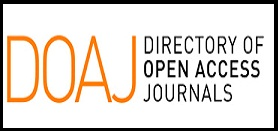 DOAJ
DIRECTORY OF
OPEN ACCESS
JOURNALS